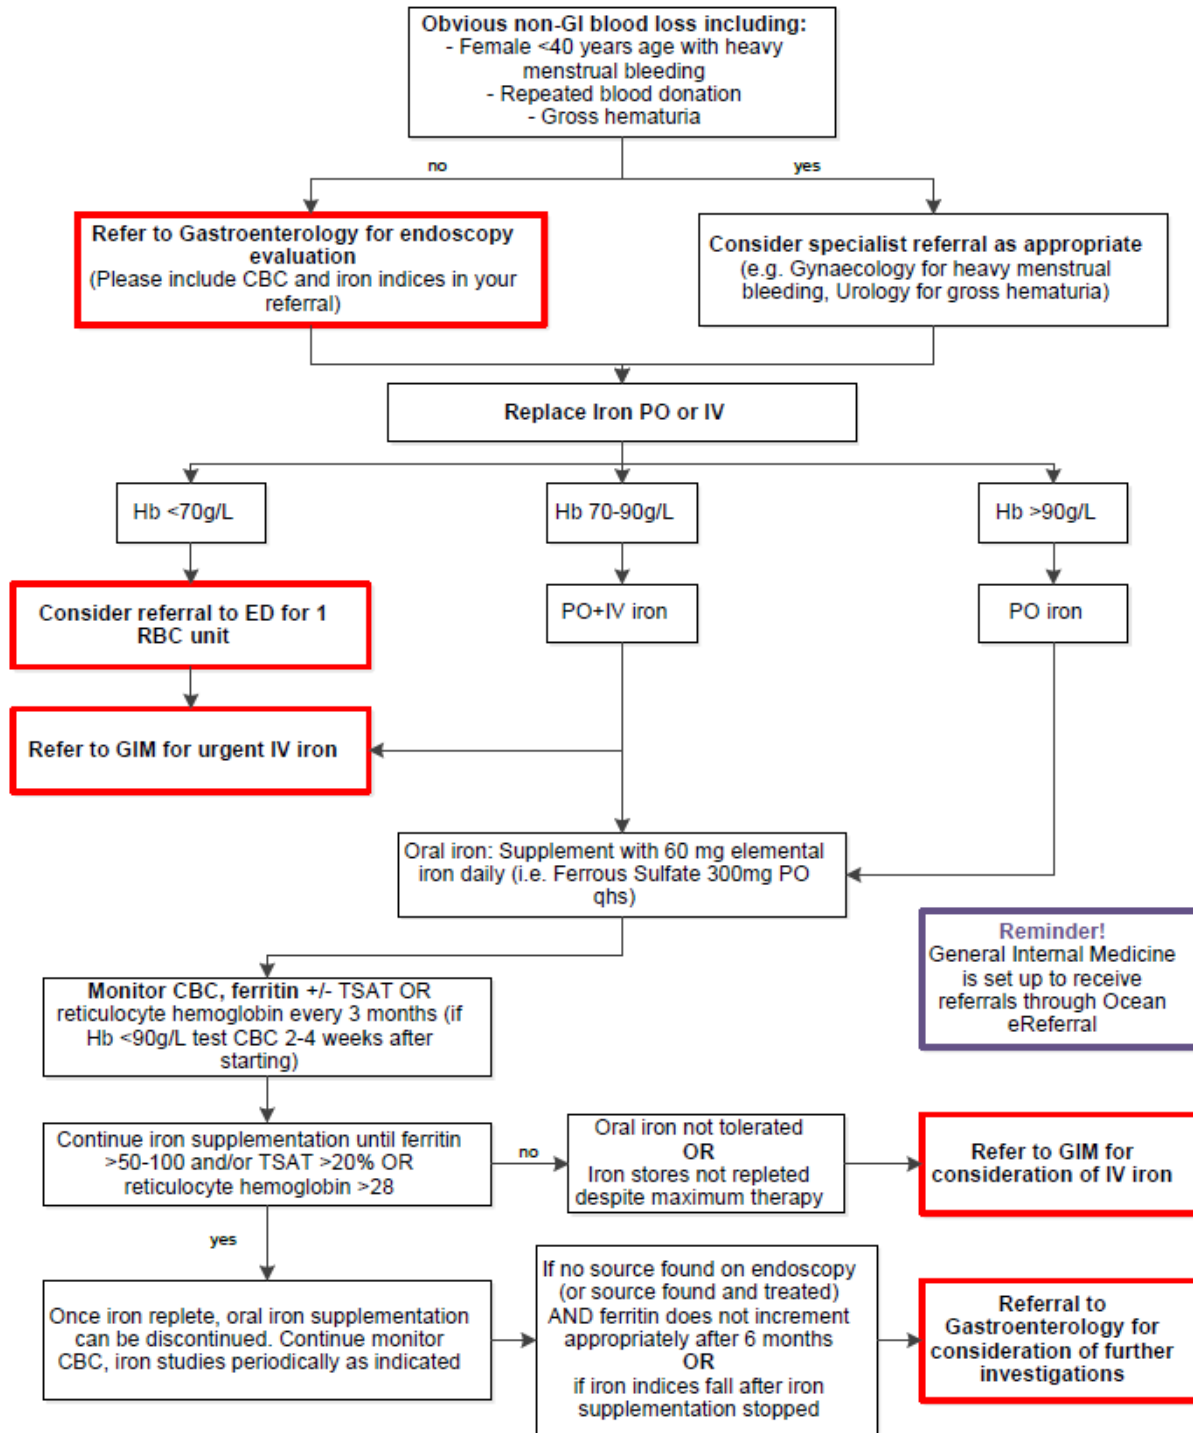 Obvious non-GI blood loss including:
- Female <40 years age with heavy
menstrual bleeding
- Repeated blood donation
- Gross hematuria
no
yes
Refer to Gastroenterology for endoscopy
evaluation
(Please include CBC and iron indices in your
referral)
Consider specialist referral as appropriate
(e.g. Gynaecology for heavy menstrual
bleeding, Urology for gross hematuria)
Replace Iron PO or IV
Hb <70g/L
Hb 70-90g/L
Hb >90g/L
Consider referral to ED for 1
RBC unit
PO+IV iron
PO iron
Refer to GIM for urgent IV iron
Oral iron: Supplement with 60 mg elemental
iron daily (i.e. Ferrous Sulfate 300mg PO
qhs)
Reminder!
General Internal Medicine
is set up to receive
referrals through Ocean
eReferral
Monitor CBC, ferritin +/- TSAT OR
reticulocyte hemoglobin every 3 months (if
Hb <90g/L test CBC 2-4 weeks after
starting)
Continue iron supplementation until ferritin
>50-100 and/or TSAT >20% OR
reticulocyte hemoglobin >28
no
Oral iron not tolerated
OR
Iron stores not repleted
despite maximum therapy
Refer to GIM for
consideration of IV iron
yes
Once iron replete, oral iron supplementation
can be discontinued. Continue monitor
CBC, iron studies periodically as indicated
If no source found on endoscopy
(or source found and treated)
AND ferritin does not increment
appropriately after 6 months
OR
if iron indices fall after iron
supplementation stopped
Referral to
Gastroenterology for
consideration of further
investigations